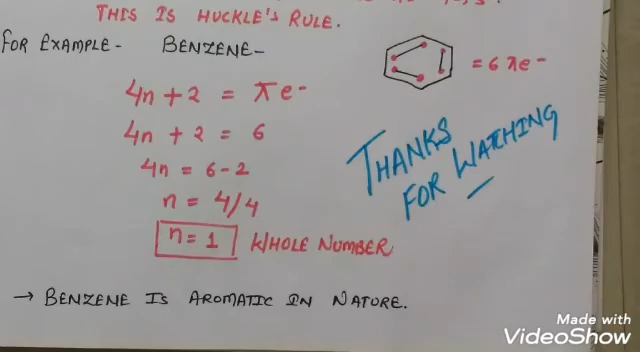 THIS IS HUCKLE'S RULE.
FOR EXAMPLE- BENZENE-
= 6 πe-
4n + 2 = πe-
4n + 2 = 6
4n = 6-2
n = 4/4
n = 1 WHOLE NUMBER
THANKS
FOR WATCHING
→ BENZENE IS AROMATIC IN NATURE.
Made with
VideoShow